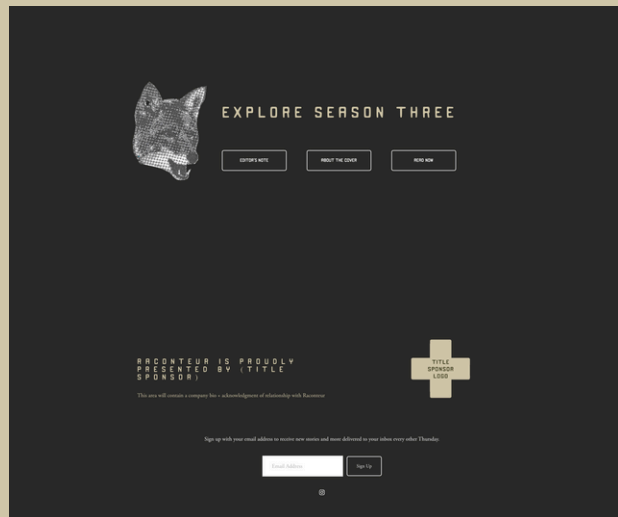 EXPLORE SEASON THREE
EDITOR'S NOTE
ABOUT THE COVER
READ NOW
RACONTEUR IS PROUDLY
PRESENTED BY (TITLE
SPONSOR)
TITLE
SPONSOR
LOGO
This area will contain a company bio + acknowledgment of relationship with Raconteur
Sign up with your email address to receive new stories and more delivered to your inbox every other Thursday.
Email Address
Sign Up